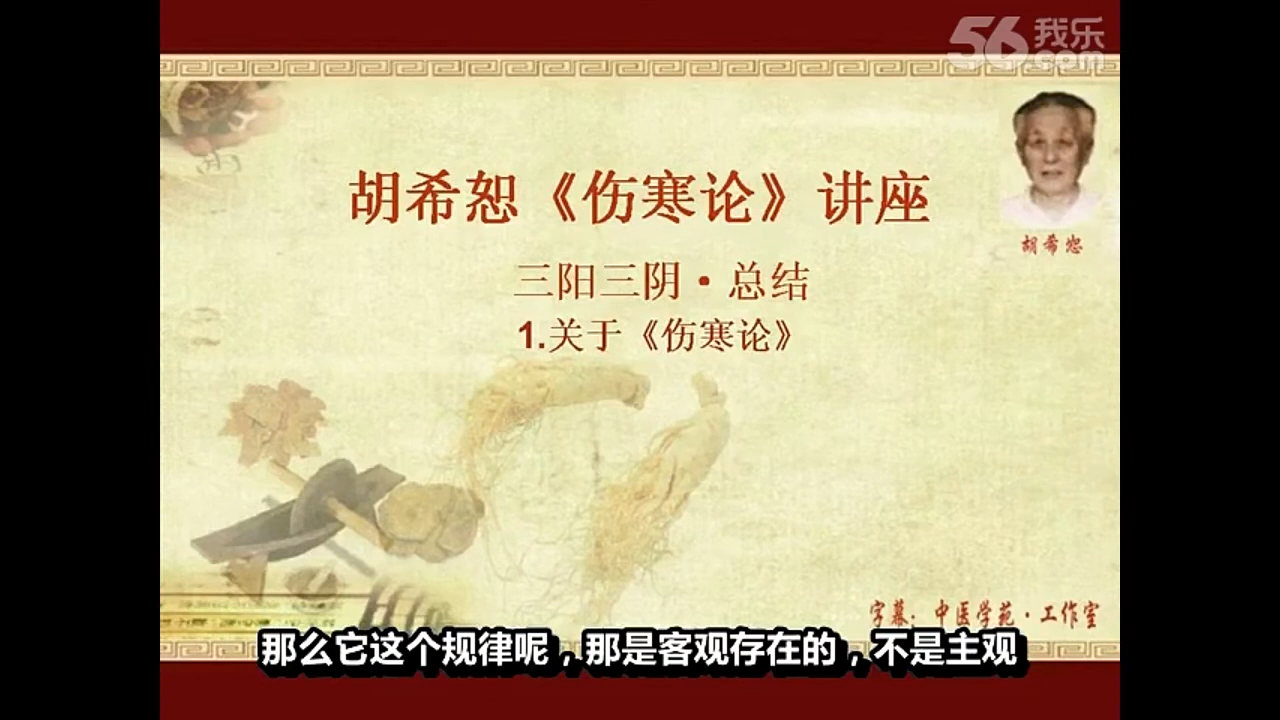 56 我乐
.com
胡希恕《伤寒论》讲座
胡希恕
三阳三阴·总结
1.关于《伤寒论》
字幕：中医学苑·工作室
那么它这个规律呢，那是客观存在的，不是主观